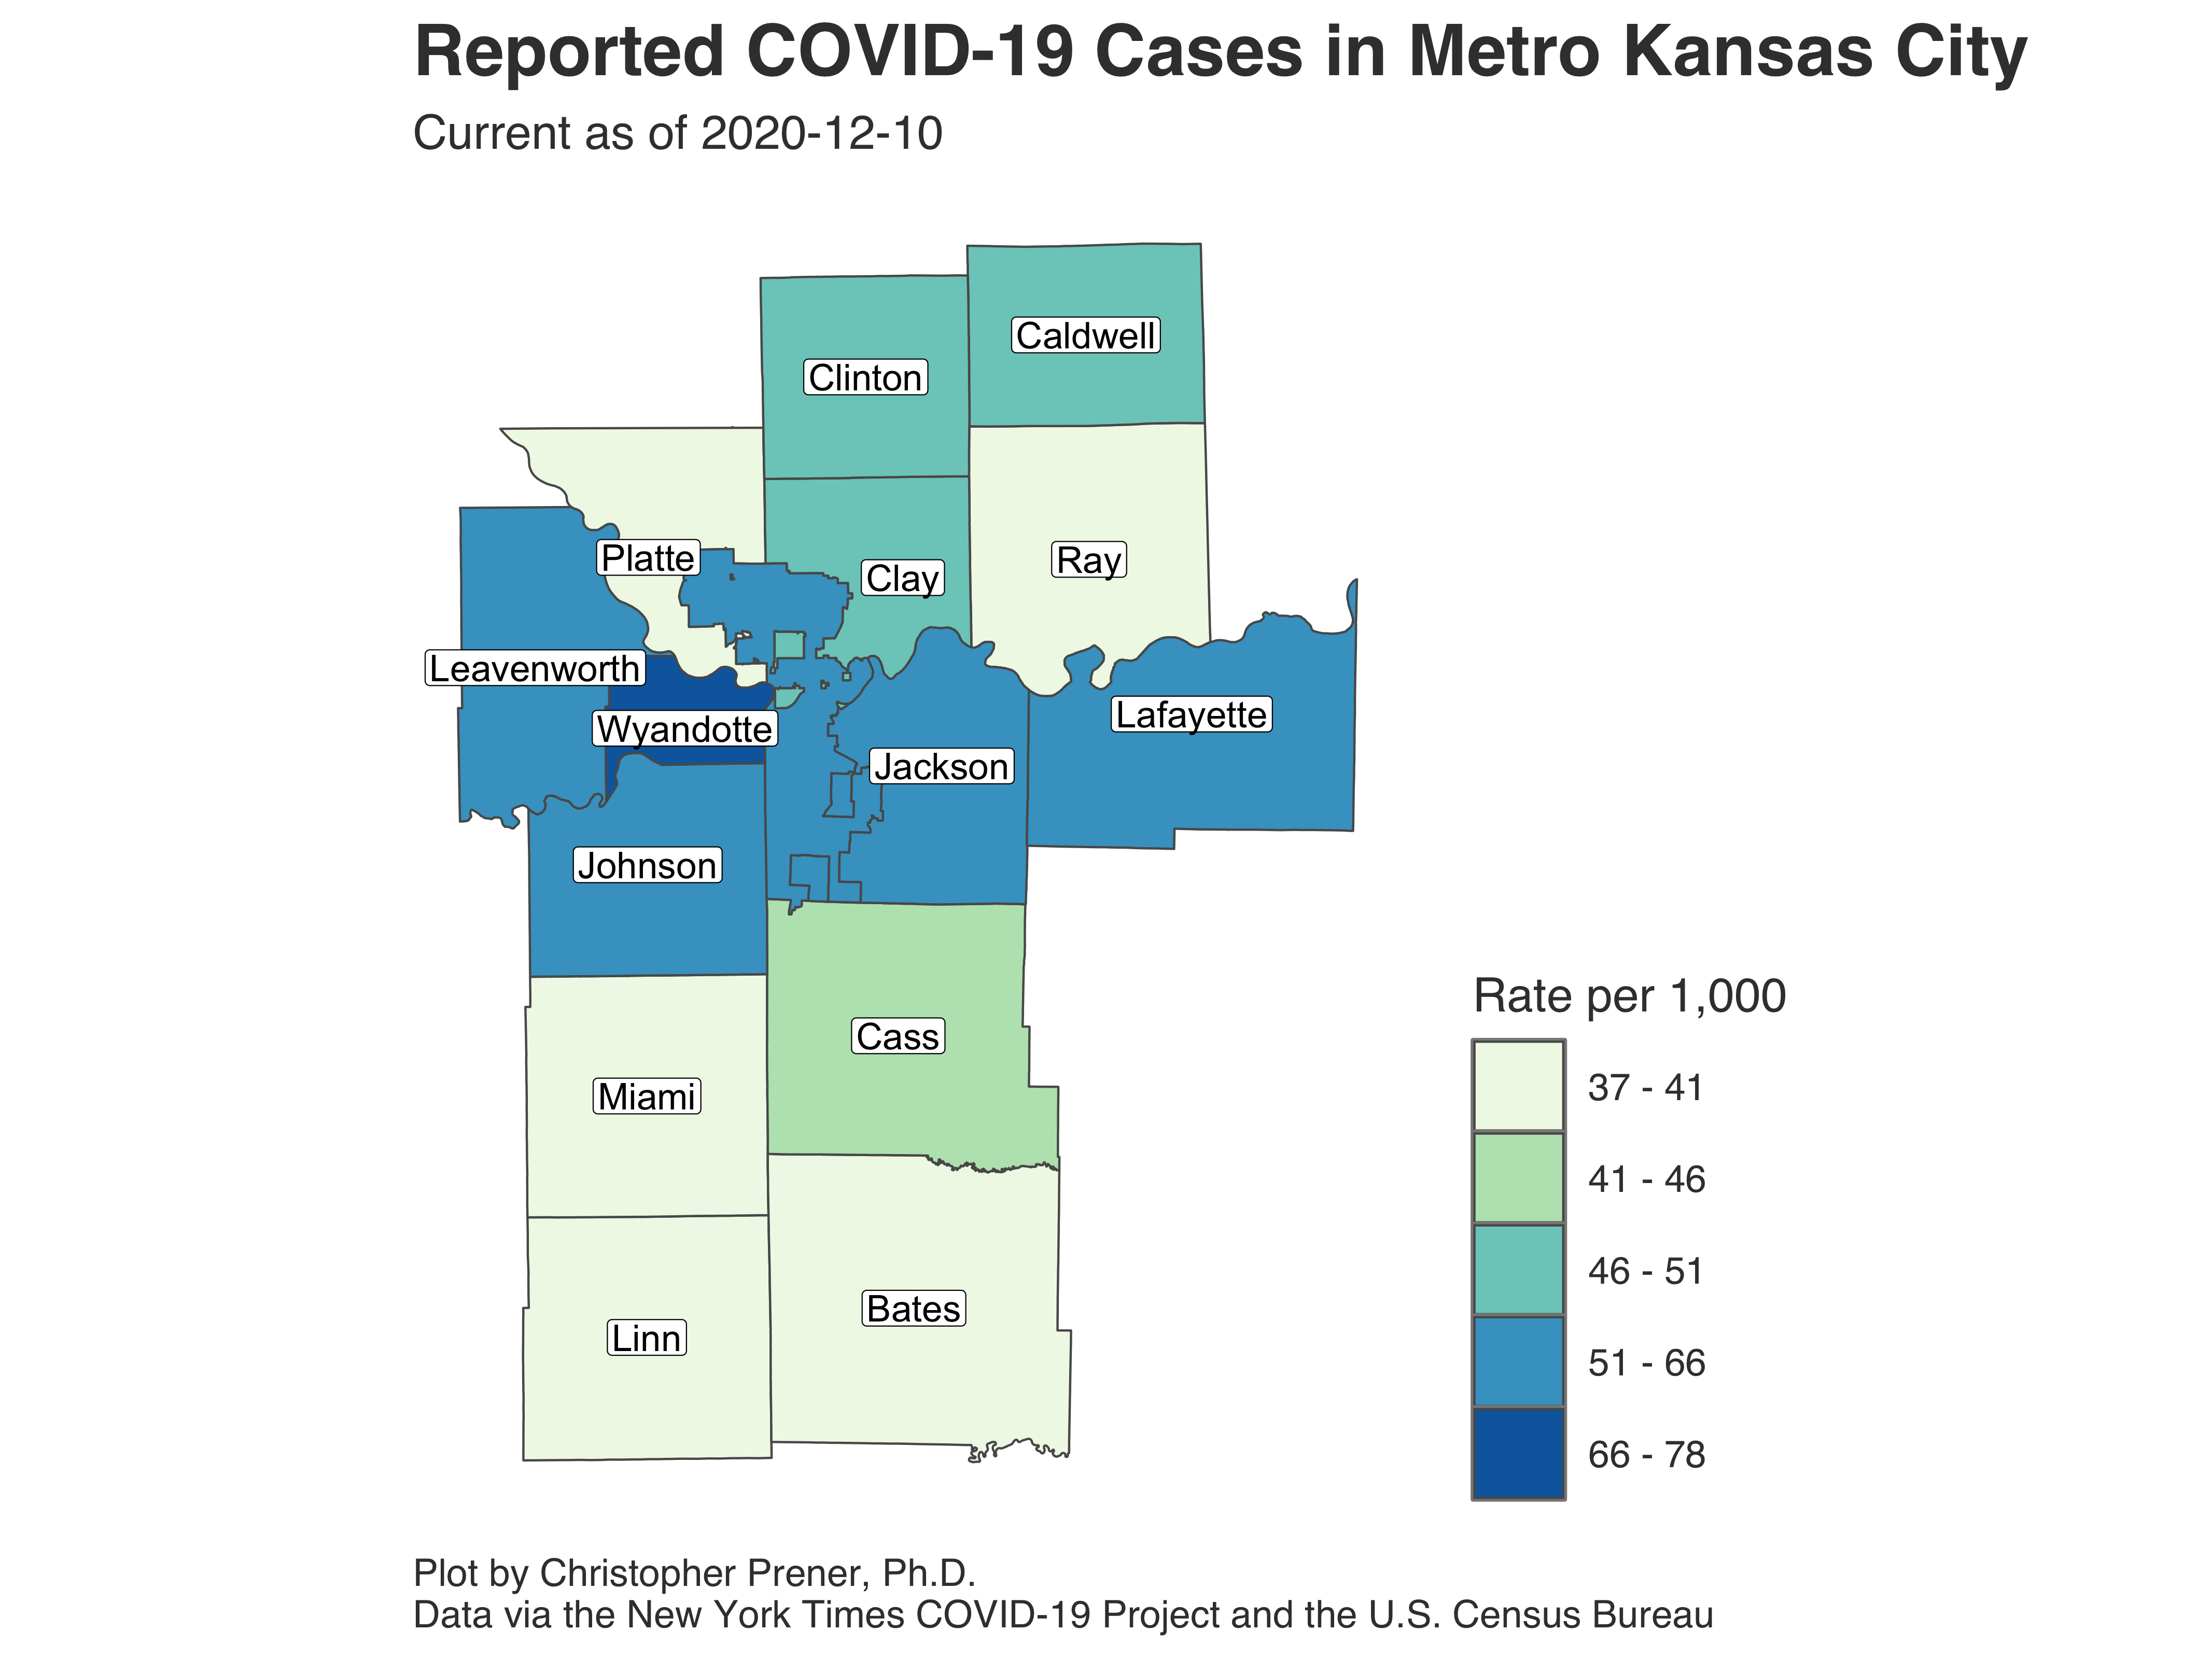 Reported COVID-19 Cases in Metro Kansas City
Current as of 2020-12-10
Caldwell
Clinton
Platte
Clay
Ray
Leavenworth
Wyandotte
Lafayette
Jackson
Johnson
Cass
Miami
Bates
Linn
Rate per 1,000
37 - 41
41 - 46
46 - 51
51 - 66
66 - 78
Plot by Christopher Prener, Ph.D.
Data via the New York Times COVID-19 Project and the U.S. Census Bureau